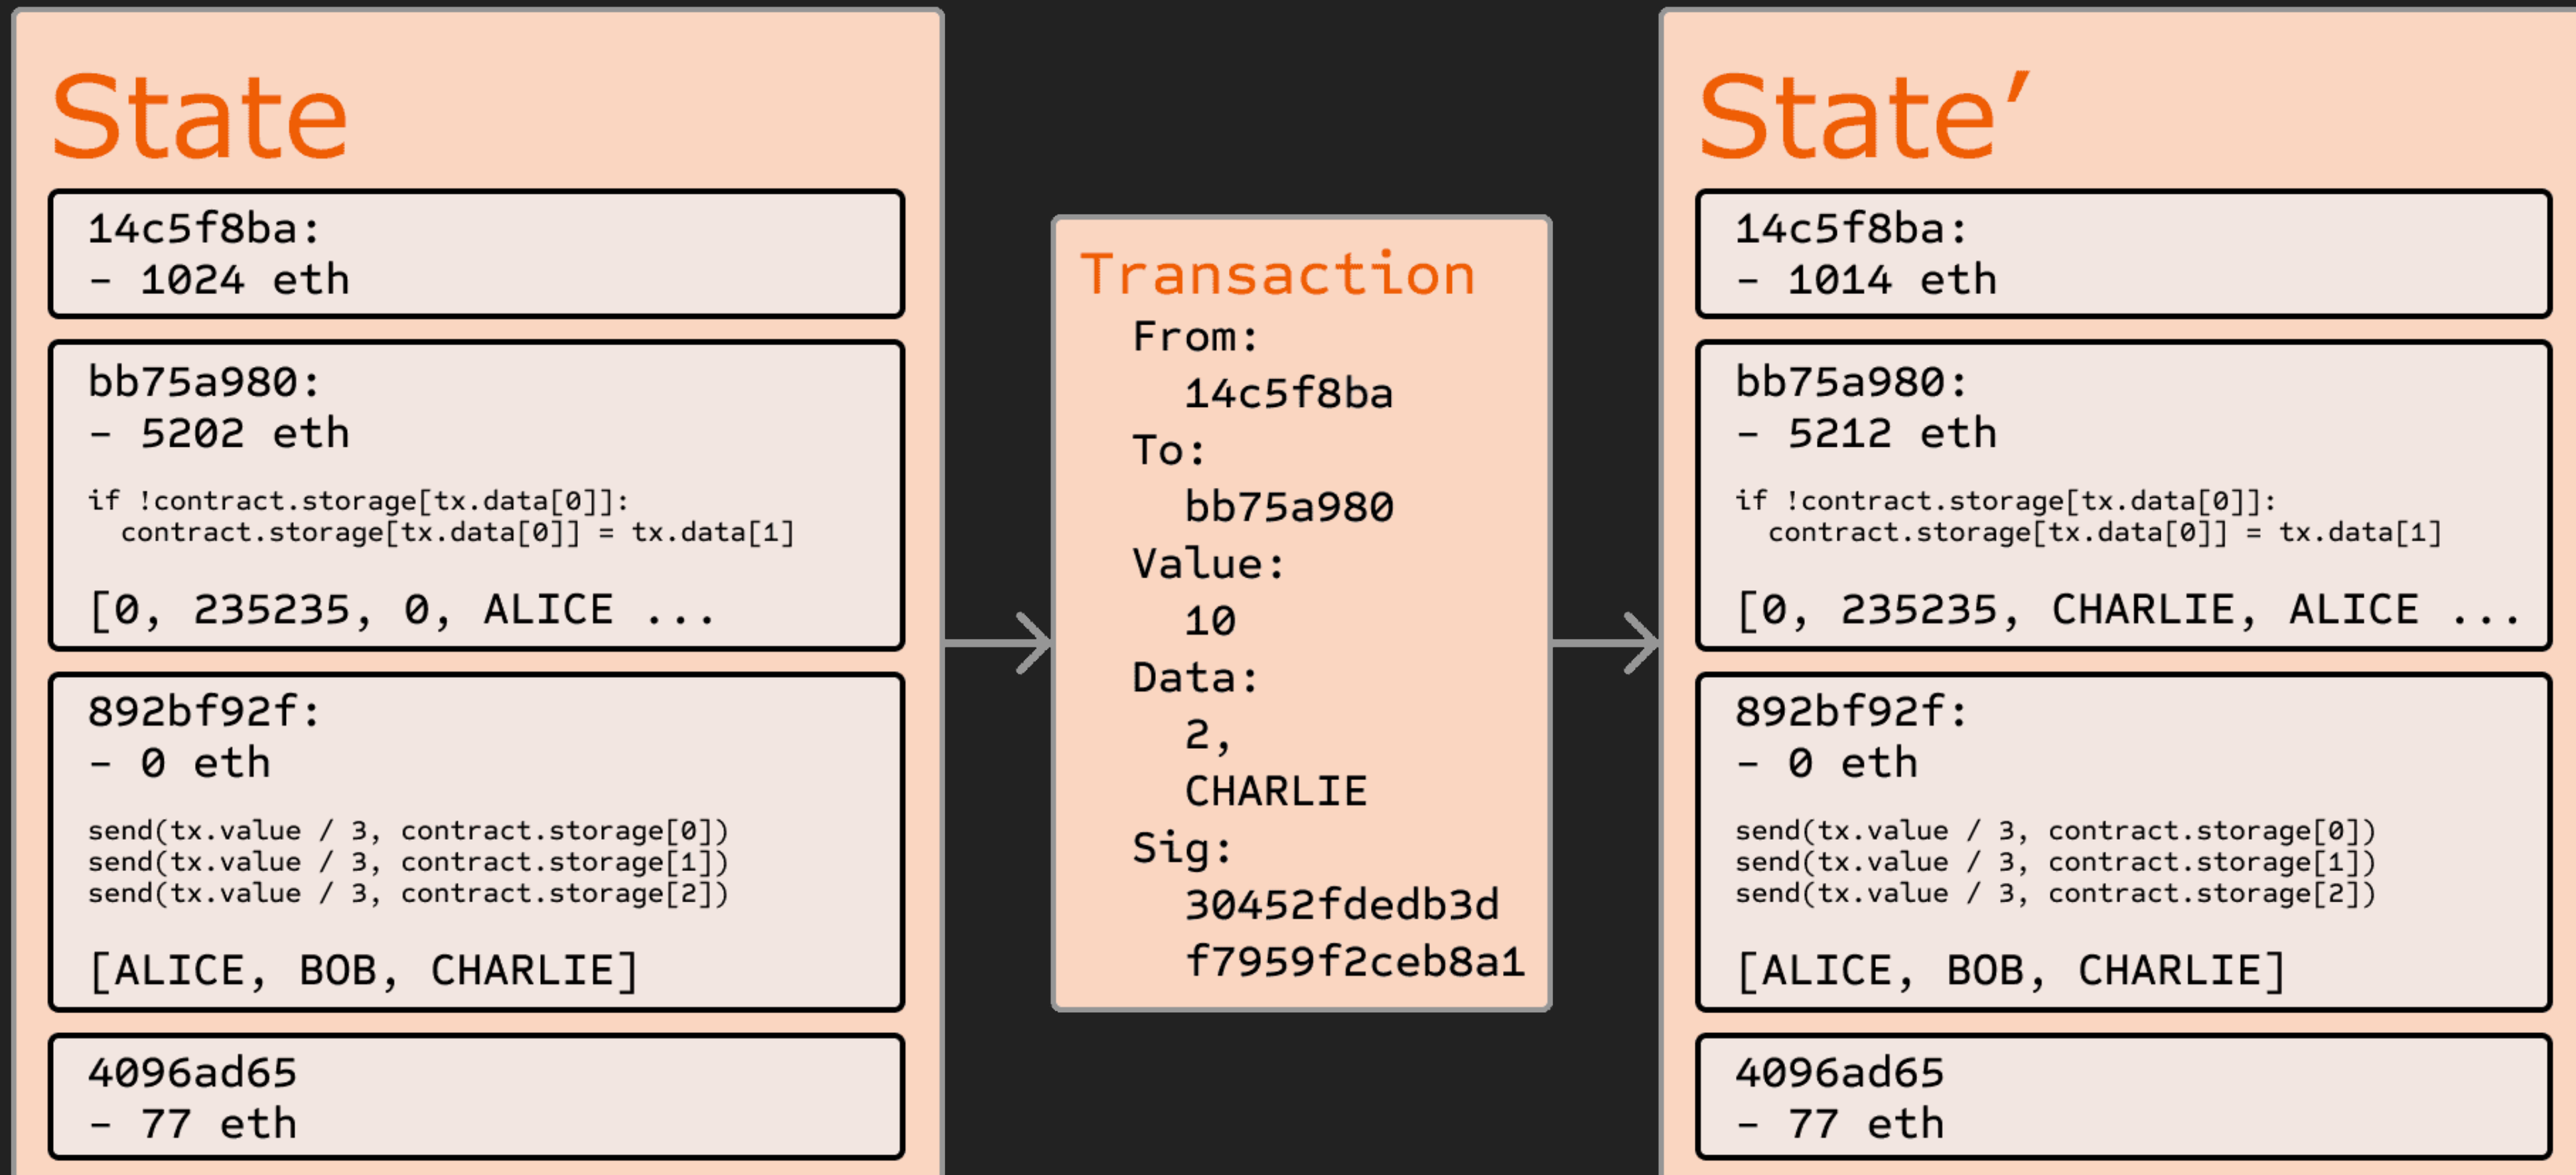 State
14c5f8ba:
- 1024 eth
bb75a980:
- 5202 eth
if !contract.storage[tx.data[0]]:
contract.storage[tx.data[0]] = tx.data[1]
[0, 235235, 0, ALICE ...
892bf92f:
- 0 eth
send(tx.value / 3, contract.storage[0])
send(tx.value / 3, contract.storage[1])
send(tx.value / 3, contract.storage[2])
[ALICE, BOB, CHARLIE]
4096ad65
- 77 eth
Transaction
From:
14c5f8ba
To:
bb75a980
Value:
10
Data:
2,
CHARLIE
Sig:
30452fdedb3d
f7959f2ceb8a1
State’
14c5f8ba:
- 1014 eth
bb75a980:
- 5212 eth
if !contract.storage[tx.data[0]]:
contract.storage[tx.data[0]] = tx.data[1]
[0, 235235, CHARLIE, ALICE ...
892bf92f:
- 0 eth
send(tx.value / 3, contract.storage[0])
send(tx.value / 3, contract.storage[1])
send(tx.value / 3, contract.storage[2])
[ALICE, BOB, CHARLIE]
4096ad65
- 77 eth